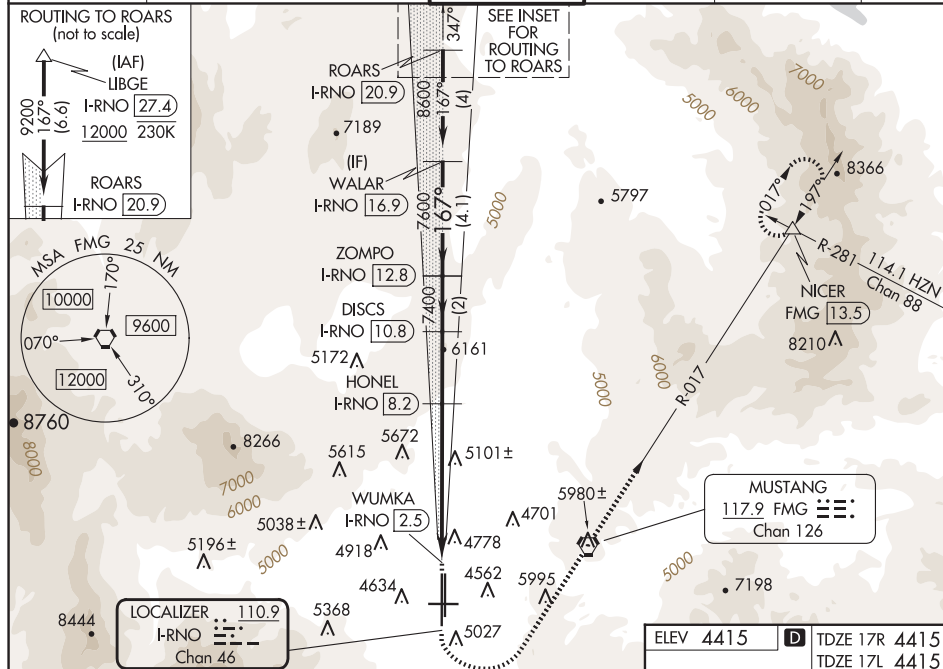 ROUTING TO ROARS
(not to scale)
(IAF)
LIBGE
I-RNO 27.4
12000 230K
9200
167°
(6.6)
ROARS
I-RNO 20.9
SEE INSET
FOR
ROUTING
TO ROARS
347°
ROARS
I-RNO 20.9
8600
167°
(4)
7189
(IF)
WALAR
I-RNO 16.9
7600
167°
(4.1)
5000
5797
7000
6000
5000
8366
017°
197°
R-281
114.1 HZN
Chan 88
NICER
FMG 13.5
8210
MSA FMG 25 NM
170°
10000
9600
070°
12000
310°
ZOMPO
I-RNO 12.8
7400
(2)
DISCS
I-RNO 10.8
6161
5172
HONEL
I-RNO 8.2
6000
5000
R-017
8760
8000
8266
7000
6000
5000
5615
5672
5101±
WUMKA
I-RNO 2.5
5038±
5196±
4918
4778
4701
5980±
MUSTANG
117.9 FMG
Chan 126
5000
7198
4634
4562
5995
8444
5368
5027
LOCALIZER 110.9
I-RNO
Chan 46
ELEV 4415
D
TDZE 17R 4415
TDZE 17L 4415